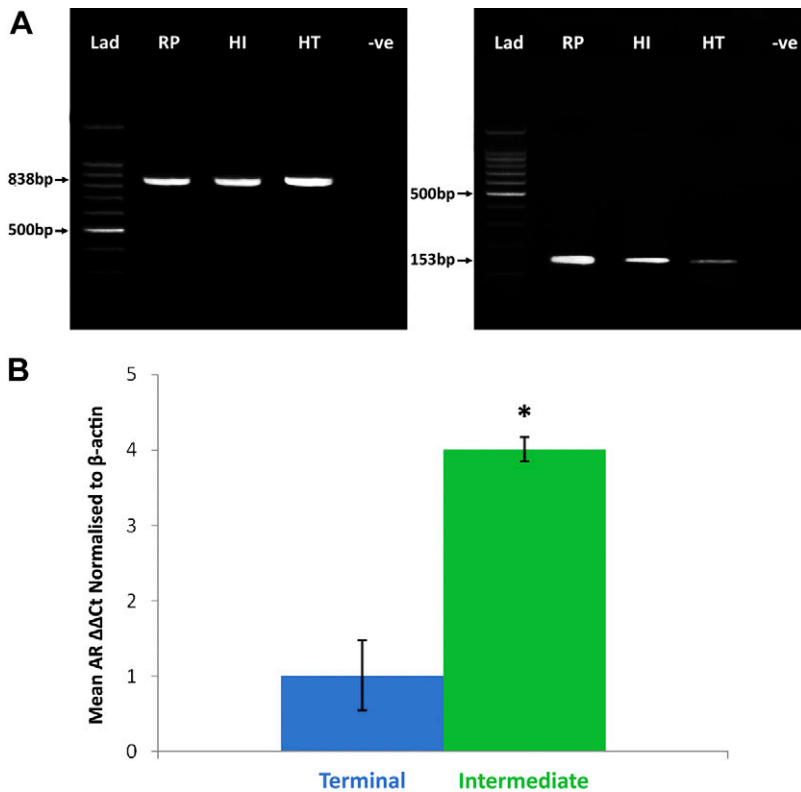 A
Lad RP HI HT -ve
838bp
500bp
Lad RP HI HT -ve
500bp
153bp
B
Mean AR ΔΔCt Normalised to β-actin
5
4
3
2
1
0
*
Terminal Intermediate